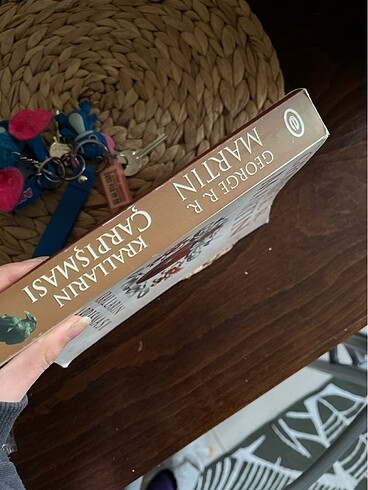 GEORGE R. R.
MARTIN
KRALLARIN
ÇARPIŞMASI